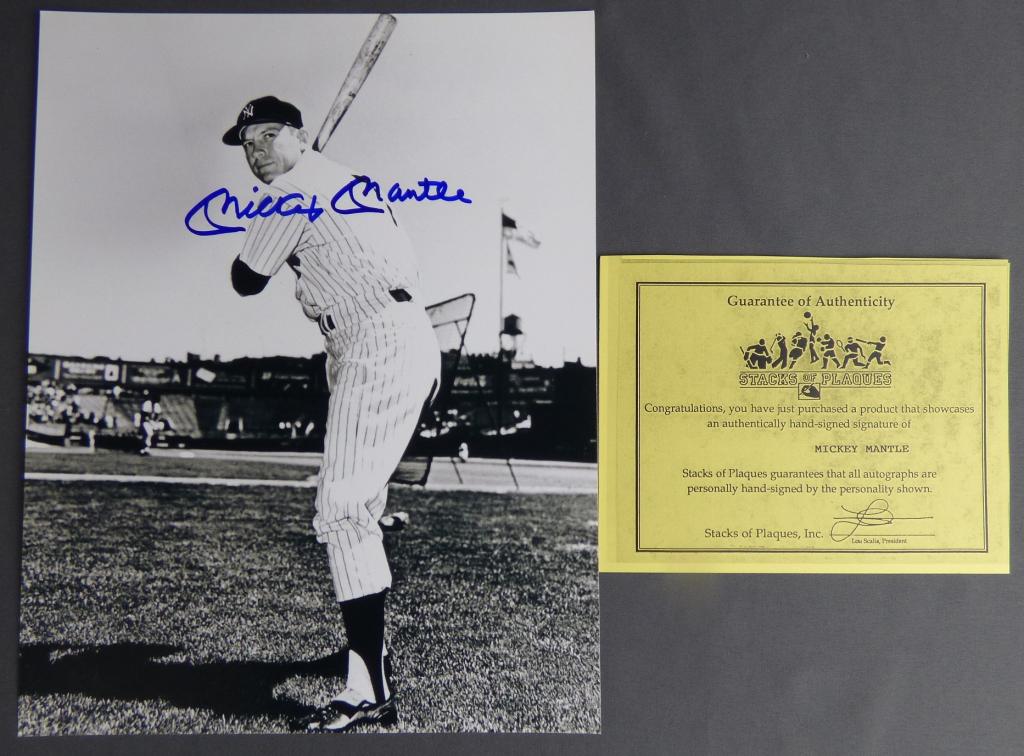 NY
Mickey Mantle
Guarantee of Authenticity
STACKS OF PLAQUES
Congratulations, you have just purchased a product that showcases
an authentically hand-signed signature of
MICKEY MANTLE
Stacks of Plaques guarantees that all autographs are
personally hand-signed by the personality shown.
Stacks of Plaques, Inc.
Lou Scalia, President